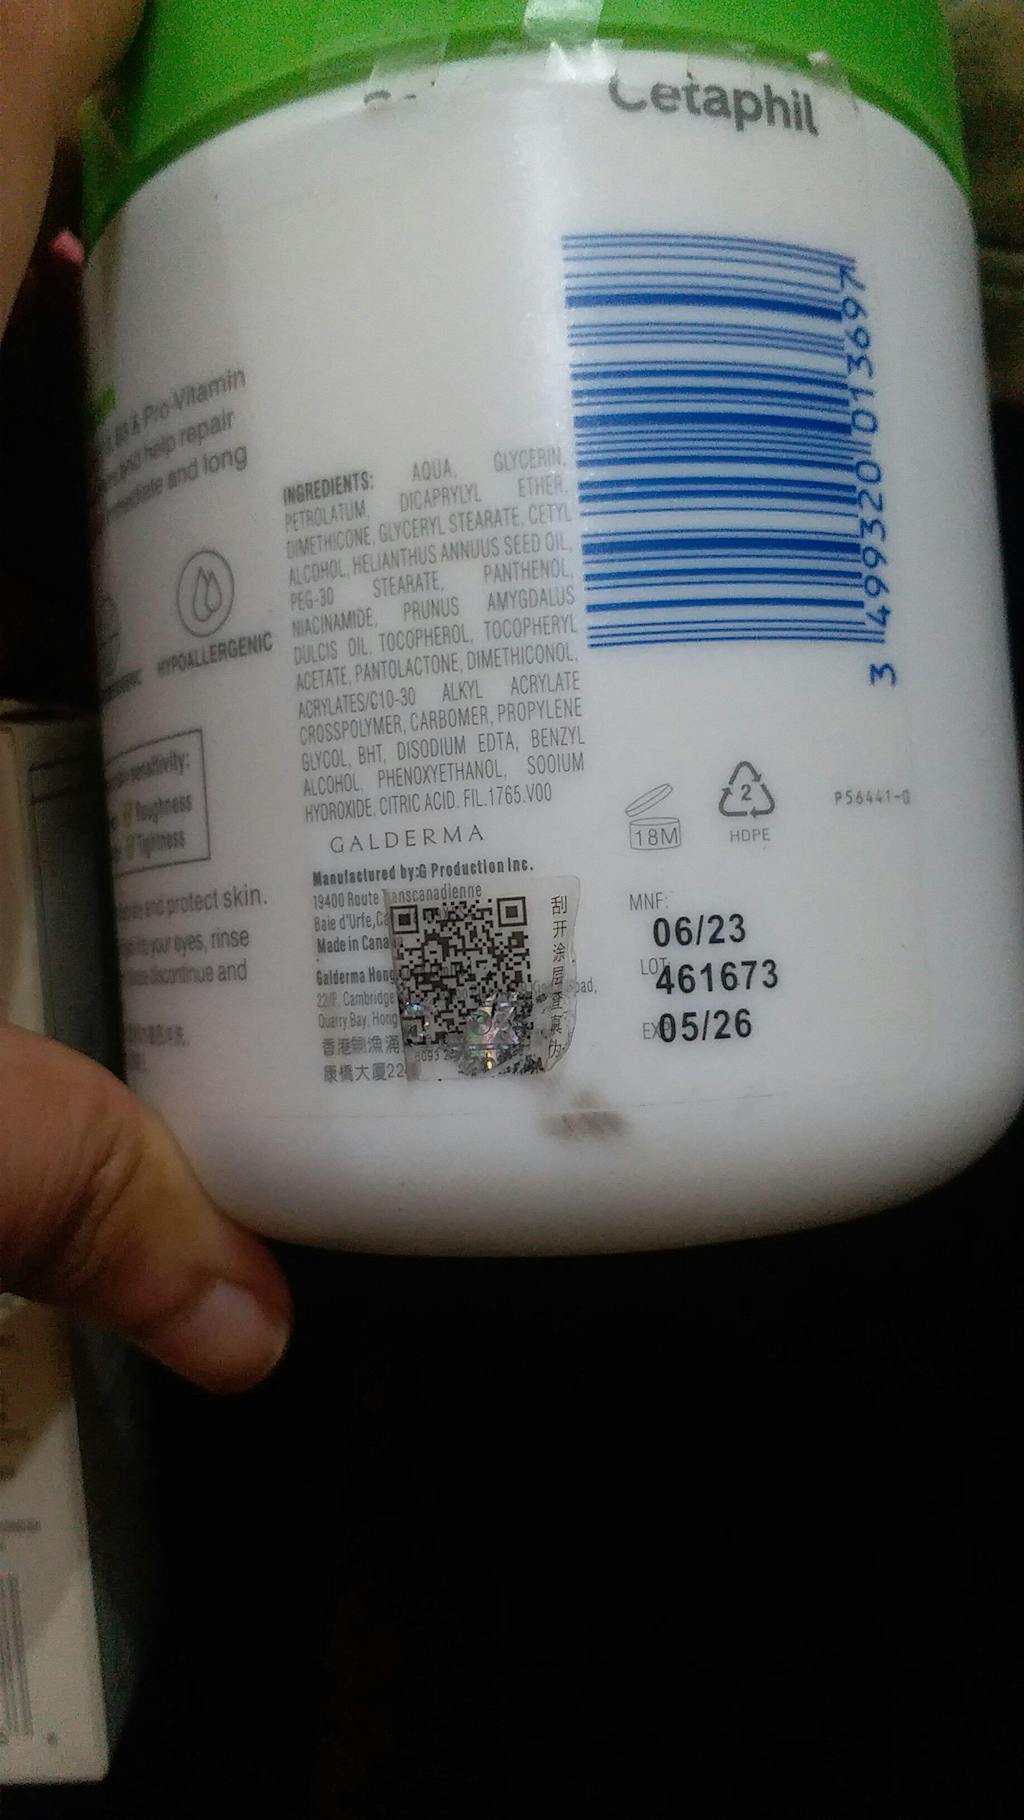 Cetaphil
B3 & Pro-Vitamin
and help repair
and long
HYPOALLERGENIC
sensitivity:
Roughness
Tightness
and protect skin.
your eyes, rinse
discontinue and
INGREDIENTS: AQUA, GLYCERIN,
PETROLATUM, DICAPRYLYL ETHER,
DIMETHICONE, GLYCERYL STEARATE, CETYL
ALCOHOL, HELIANTHUS ANNUUS SEED OIL,
PEG-30 STEARATE, PANTHENOL,
NIACINAMIDE, PRUNUS AMYGDALUS
DULCIS OIL, TOCOPHEROL, TOCOPHERYL
ACETATE, PANTOLACTONE, DIMETHICONOL,
ACRYLATES/C10-30 ALKYL ACRYLATE
CROSSPOLYMER, CARBOMER, PROPYLENE
GLYCOL, BHT, DISODIUM EDTA, BENZYL
ALCOHOL, PHENOXYETHANOL, SODIUM
HYDROXIDE, CITRIC ACID. FIL.1765.V00
GALDERMA
Manufactured by:G Production Inc.
19400 Route Transcanadienne
Baie d'Urfe,
Made in
Galderma
22/F, Cambridge
Quarry Bay, Hong
香港鰂魚涌
康橋大廈22
刮开涂层查真伪
3 499320 013697
18M
2
HDPE
P56441-0
MNF:
06/23
LOT:
461673
EX
05/26